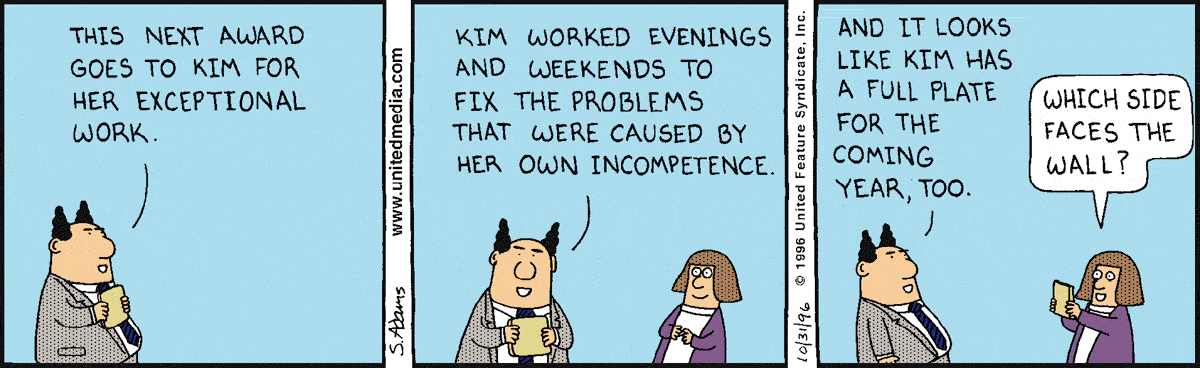 THIS NEXT AWARD
GOES TO KIM FOR
HER EXCEPTIONAL
WORK.
S. Adams
www.unitedmedia.com
KIM WORKED EVENINGS
AND WEEKENDS TO
FIX THE PROBLEMS
THAT WERE CAUSED BY
HER OWN INCOMPETENCE.
10/31/96
© 1996 United Feature Syndicate, Inc.
AND IT LOOKS
LIKE KIM HAS
A FULL PLATE
FOR THE
COMING
YEAR, TOO.
WHICH SIDE
FACES THE
WALL?